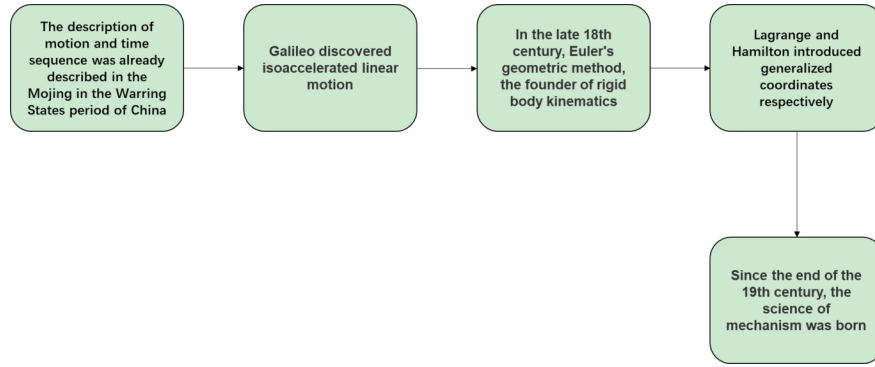 The description of
motion and time
sequence was already
described in the
Mojing in the Warring
States period of China
Galileo discovered
isoaccelerated linear
motion
In the late 18th
century, Euler's
geometric method,
the founder of rigid
body kinematics
Lagrange and
Hamilton introduced
generalized
coordinates
respectively
Since the end of the
19th century, the
science of
mechanism was born